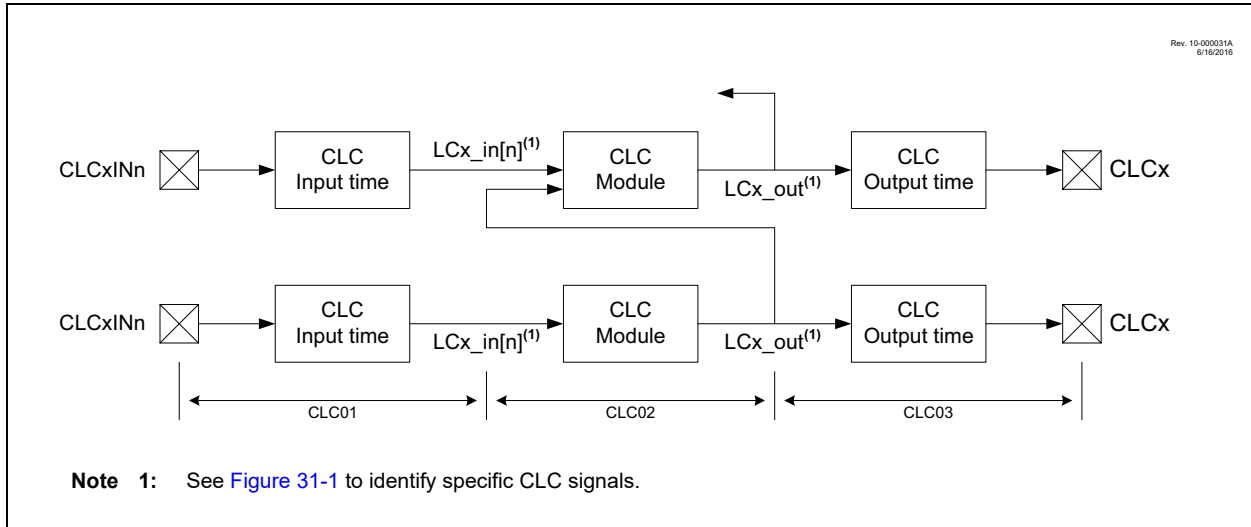 Rev. 10-000031A
6/16/2016
CLCxINn
CLC
Input time
LCx_in[n](1)
CLC
Module
LCx_out(1)
CLC
Output time
CLCx
CLCxINn
CLC
Input time
LCx_in[n](1)
CLC
Module
LCx_out(1)
CLC
Output time
CLCx
CLC01
CLC02
CLC03
Note 1: See Figure 31-1 to identify specific CLC signals.